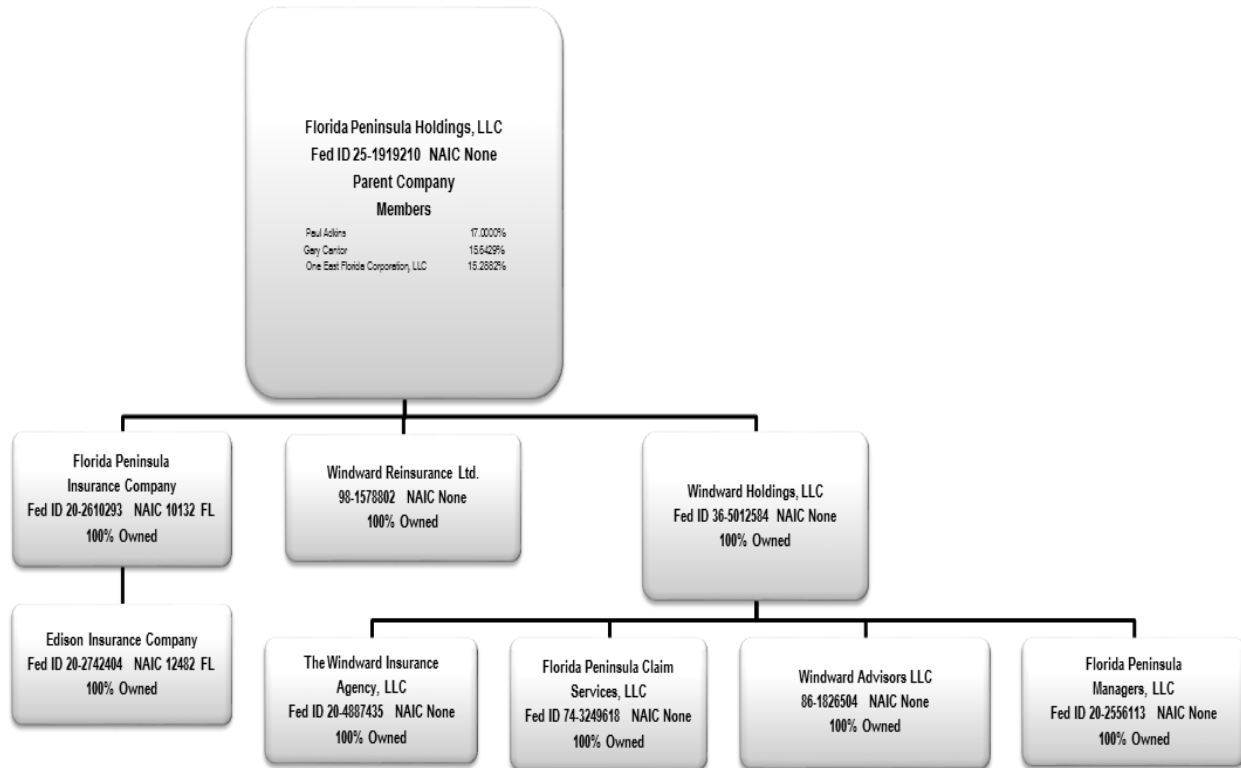 Florida Peninsula Holdings, LLC
Fed ID 25-1919210 NAIC None
Parent Company
Members
Paul Adkins 17.0000%
Gary Cantor 15.6429%
One East Florida Corporation, LLC 15.2882%
Florida Peninsula
Insurance Company
Fed ID 20-2610293 NAIC 10132 FL
100% Owned
Windward Reinsurance Ltd.
98-1578802 NAIC None
100% Owned
Windward Holdings, LLC
Fed ID 36-5012584 NAIC None
100% Owned
Edison Insurance Company
Fed ID 20-2742404 NAIC 12482 FL
100% Owned
The Windward Insurance
Agency, LLC
Fed ID 20-4887435 NAIC None
100% Owned
Florida Peninsula Claim
Services, LLC
Fed ID 74-3249618 NAIC None
100% Owned
Windward Advisors LLC
86-1826504 NAIC None
100% Owned
Florida Peninsula
Managers, LLC
Fed ID 20-2556113 NAIC None
100% Owned